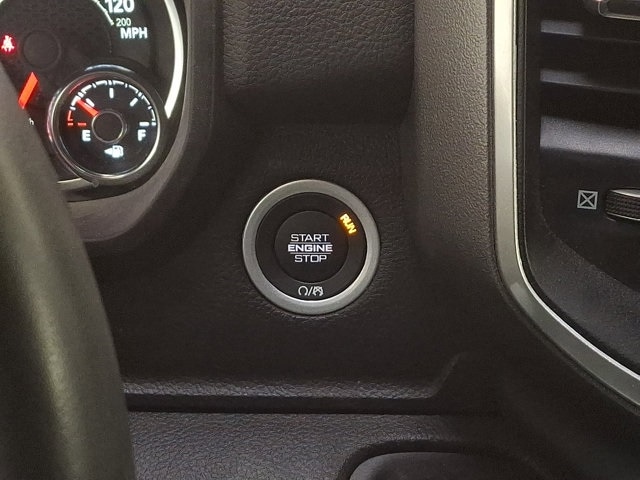 120
200
MPH
E F
RUN
START
ENGINE
STOP